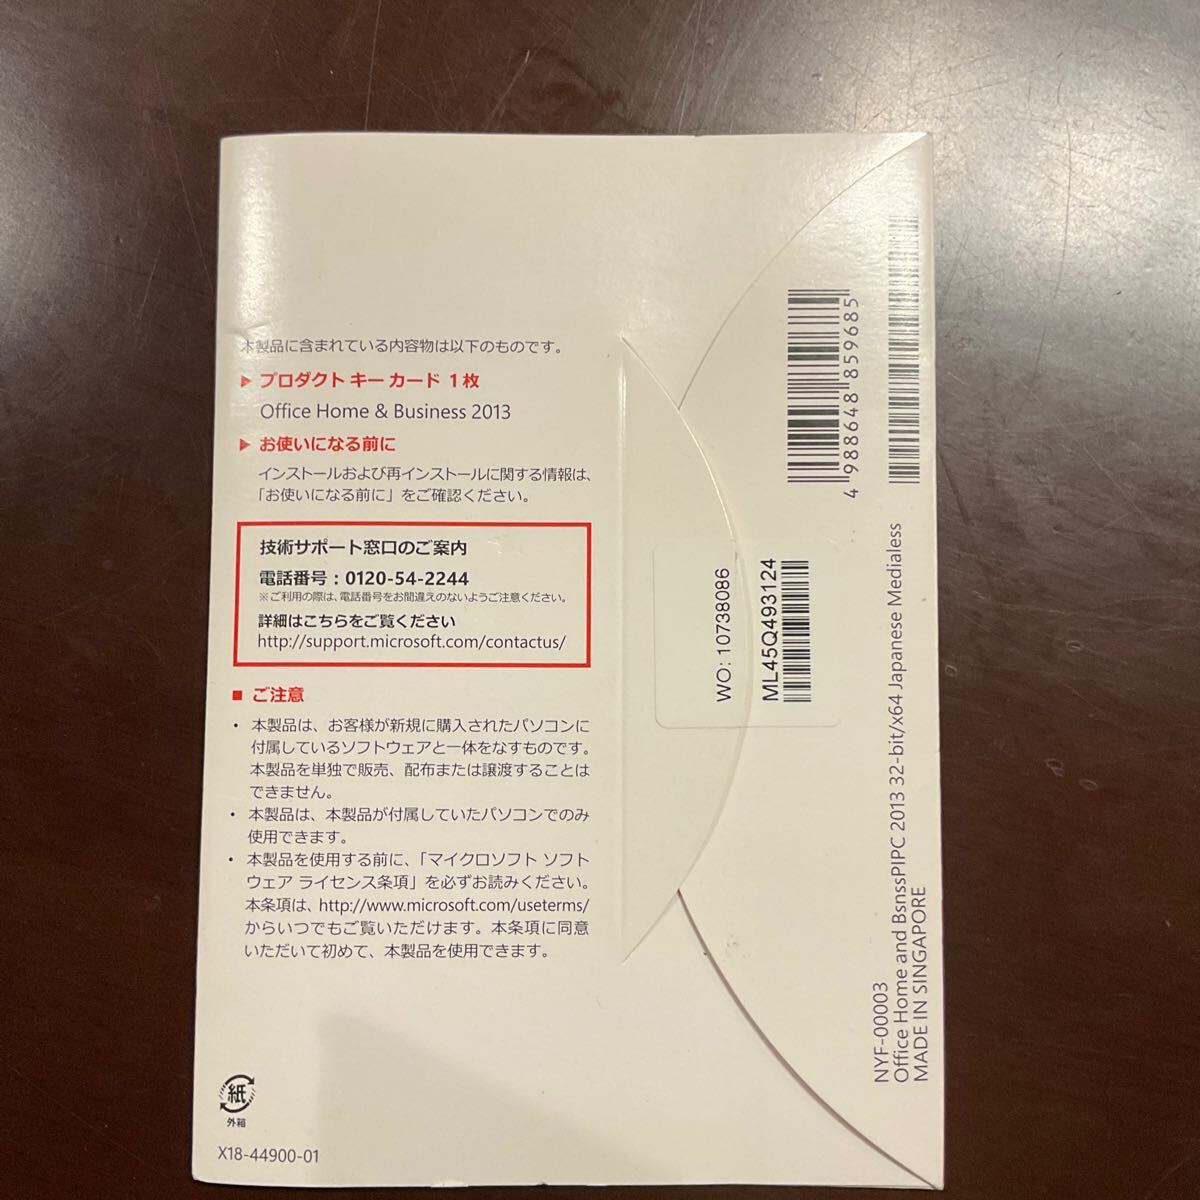 本製品に含まれている内容物は以下のものです。
▶ プロダクト キー カード 1枚
Office Home & Business 2013
▶ お使いになる前に
インストールおよび再インストールに関する情報は、
「お使いになる前に」をご確認ください。
技術サポート窓口のご案内
電話番号：0120-54-2244
※ご利用の際は、電話番号をお間違えのないようご注意ください。
詳細はこちらをご覧ください
http://support.microsoft.com/contactus/
■ ご注意
・ 本製品は、お客様が新規に購入されたパソコンに
付属しているソフトウェアと一体をなすものです。
本製品を単独で販売、配布または譲渡することは
できません。
・ 本製品は、本製品が付属していたパソコンでのみ
使用できます。
・ 本製品を使用する前に、「マイクロソフト ソフト
ウェア ライセンス条項」を必ずお読みください。
本条項は、http://www.microsoft.com/useterms/
からいつでもご覧いただけます。本条項に同意
いただいて初めて、本製品を使用できます。
紙
外箱
X18-44900-01
WO: 10738086
ML45Q493124
4 988648 859685
NYF-00003
Office Home and BsnssPIPC 2013 32-bit/x64 Japanese Medialess
MADE IN SINGAPORE